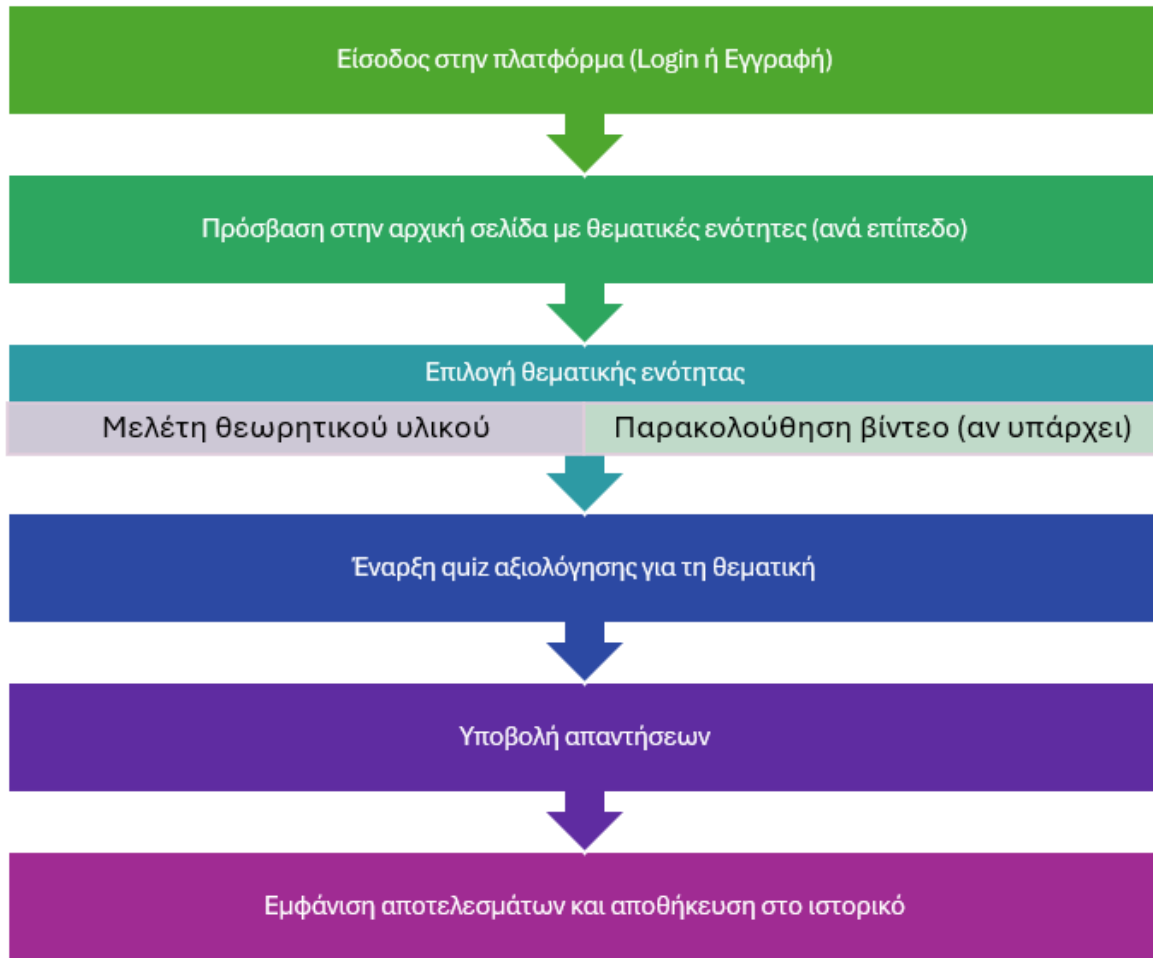 Είσοδος στην πλατφόρμα (Login ή Εγγραφή)
Πρόσβαση στην αρχική σελίδα με θεματικές ενότητες (ανά επίπεδο)
Επιλογή θεματικής ενότητας
Μελέτη θεωρητικού υλικού
Παρακολούθηση βίντεο (αν υπάρχει)
Έναρξη quiz αξιολόγησης για τη θεματική
Υποβολή απαντήσεων
Εμφάνιση αποτελεσμάτων και αποθήκευση στο ιστορικό